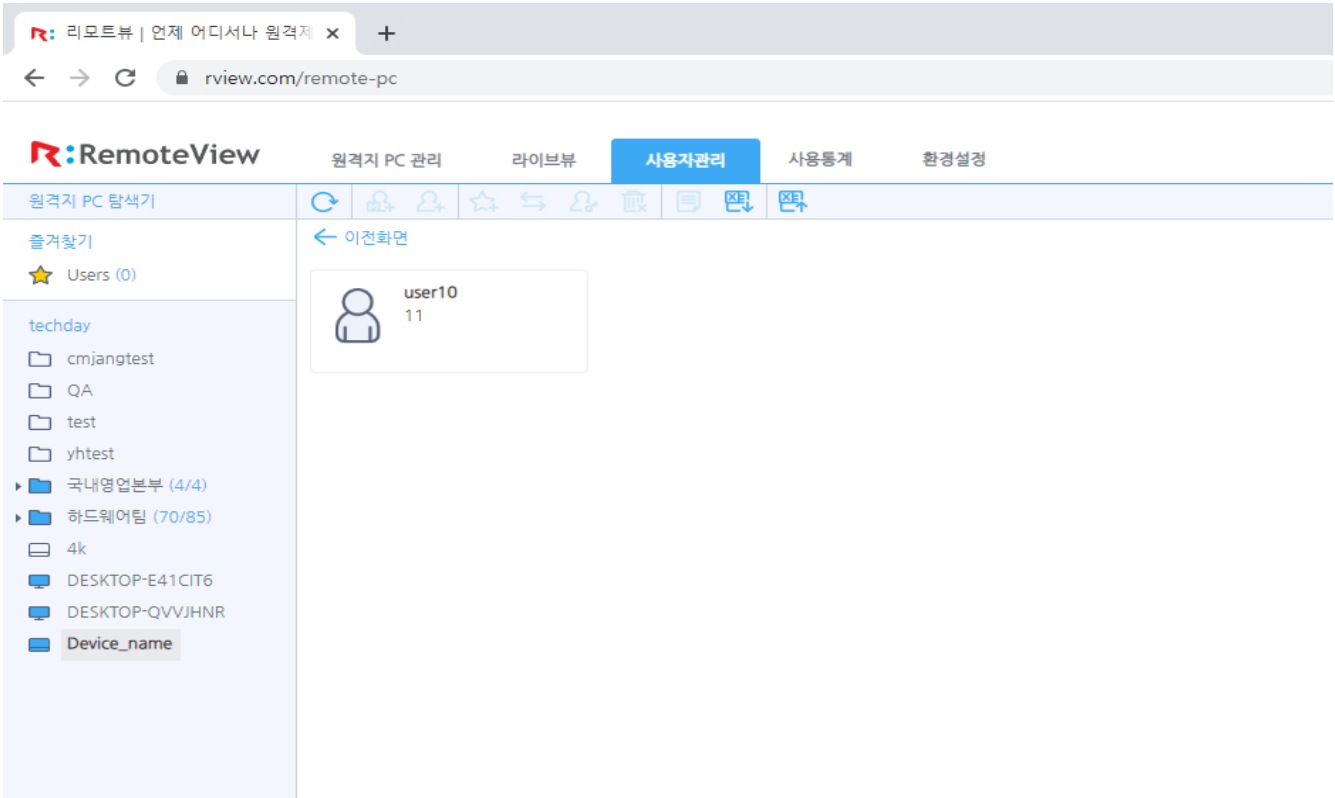 리모트뷰 | 언제 어디서나 원격제
rview.com/remote-pc
RemoteView
원격지 PC 관리 라이브뷰 사용자관리 사용통계 환경설정
원격지 PC 탐색기
즐겨찾기
Users (0)
techday
cmjangtest
QA
test
yhtest
국내영업본부 (4/4)
하드웨어팀 (70/85)
4k
DESKTOP-E41CIT6
DESKTOP-QVVJHNR
Device_name
이전화면
user10
11